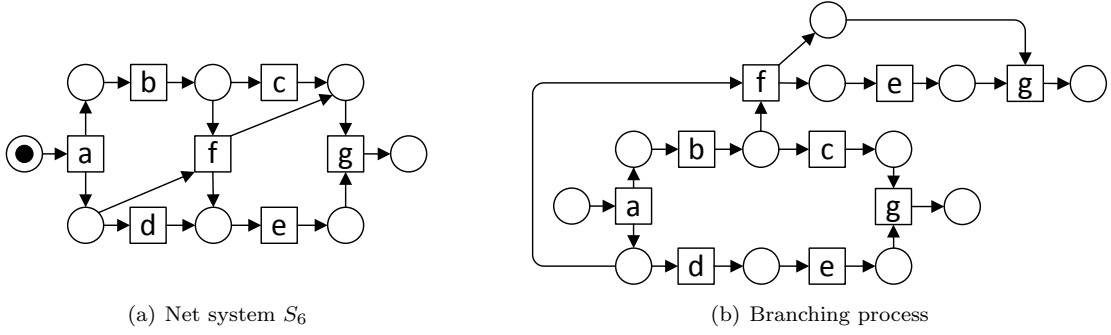 b c
a f g
d e
(a) Net system S₆
f e g
b c
a g
d e
(b) Branching process